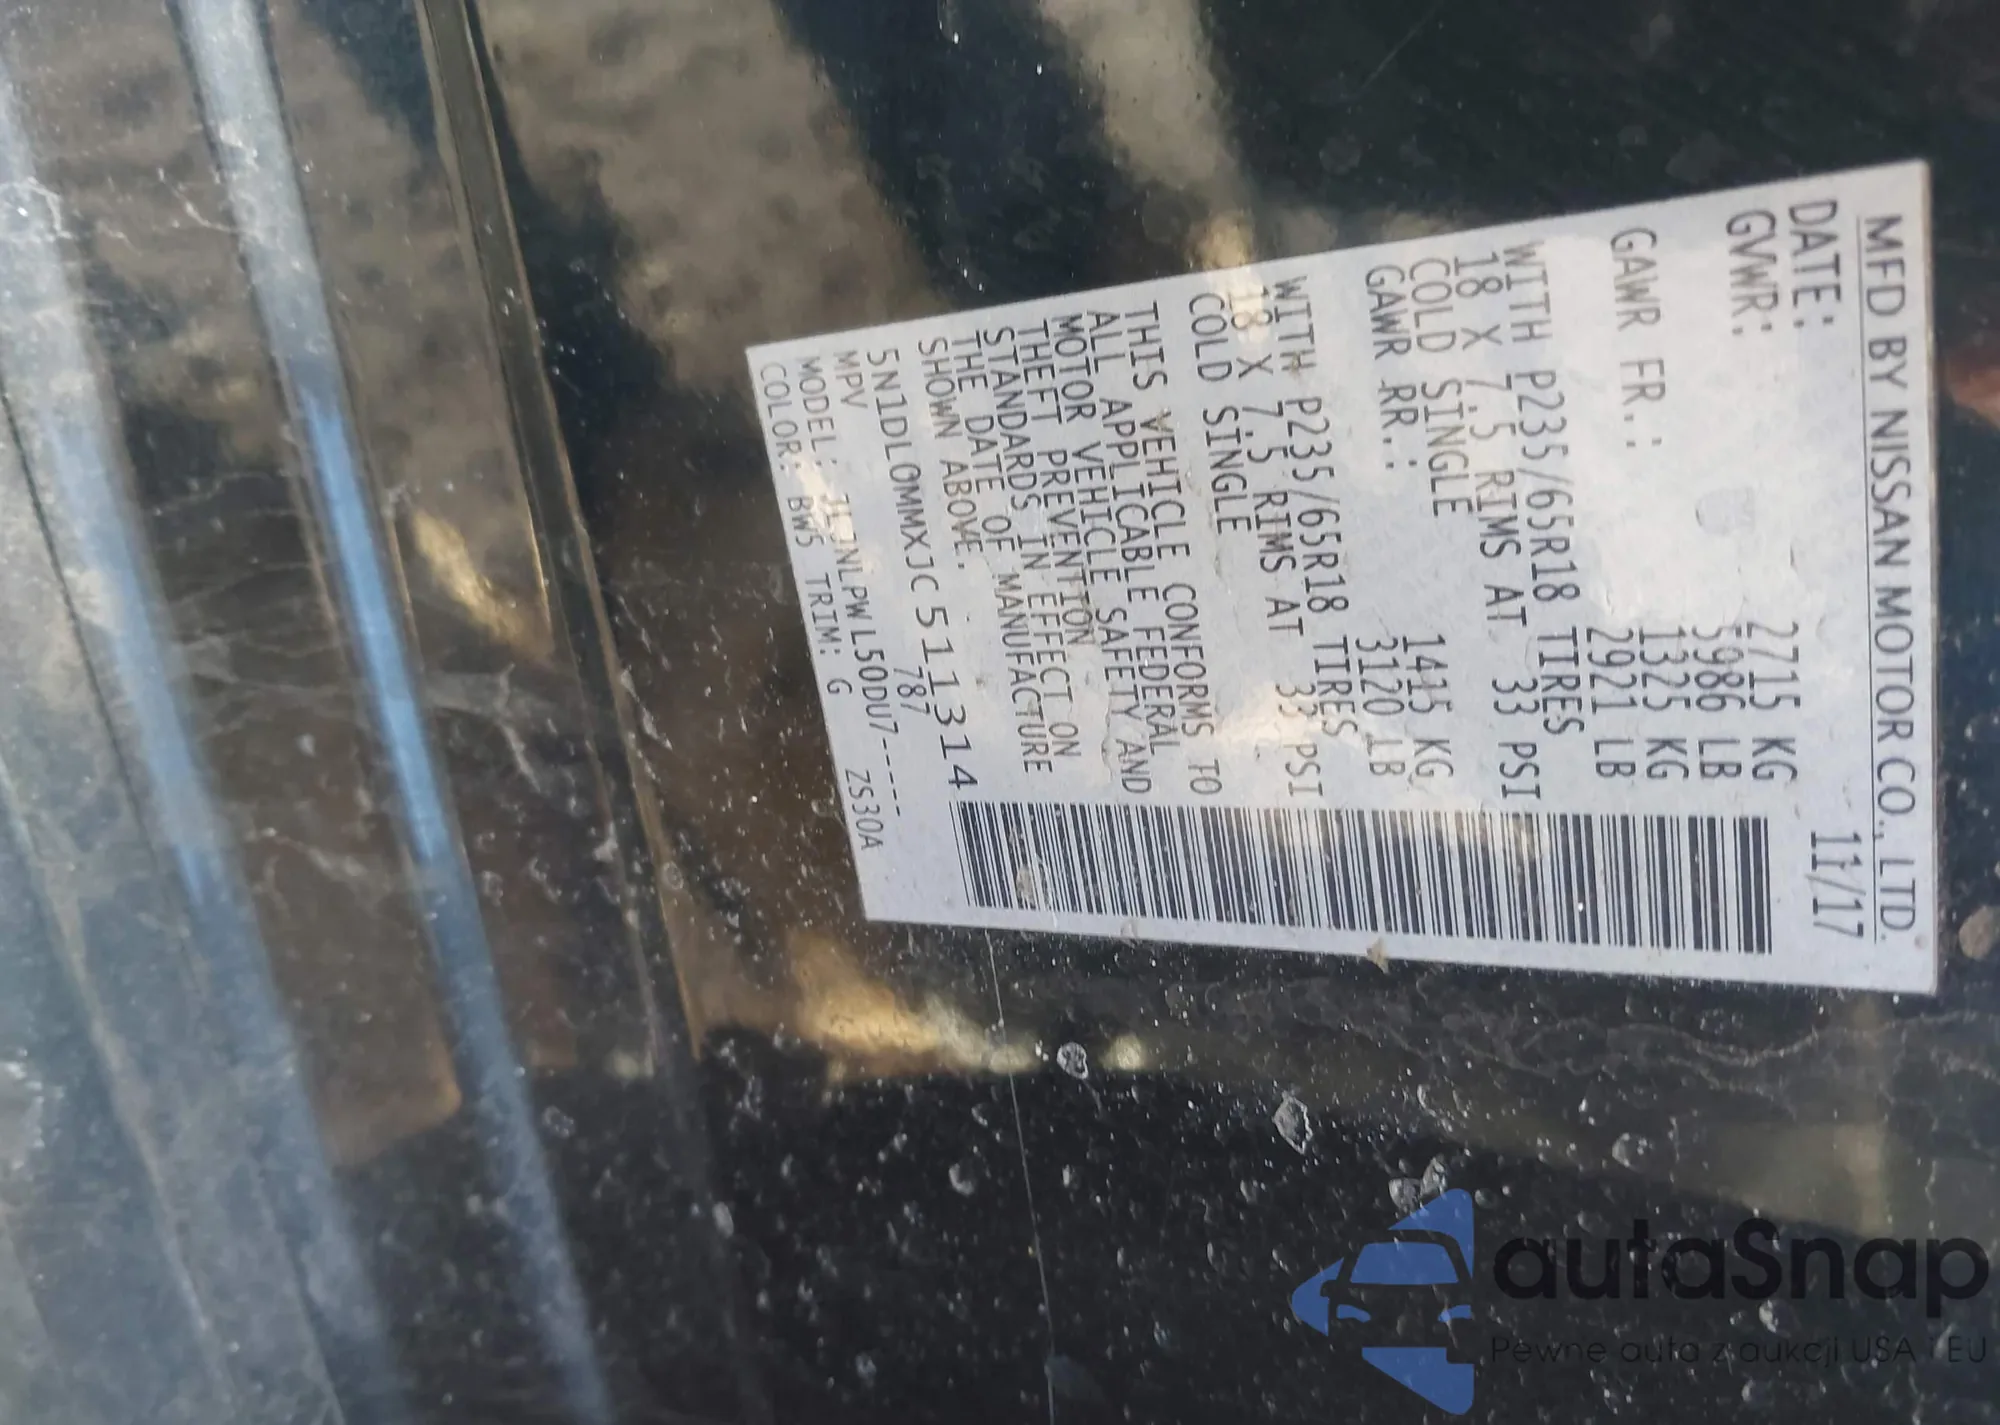 MFD BY NISSAN MOTOR CO., LTD.
DATE: 11/17
GVWR: 2715 KG
5986 LB
GAWR FR.: 1325 KG
2921 LB
WITH P235/65R18 TIRES
18 X 7.5 RIMS AT 33 PSI
COLD SINGLE
GAWR RR.: 1415 KG
3120 LB
WITH P235/65R18 TIRES
18 X 7.5 RIMS AT 33 PSI
COLD SINGLE
THIS VEHICLE CONFORMS TO
ALL APPLICABLE FEDERAL
MOTOR VEHICLE SAFETY AND
THEFT PREVENTION
STANDARDS IN EFFECT ON
THE DATE OF MANUFACTURE
SHOWN ABOVE.
5N1DL0MMXJC511314
MPV 787
MODEL: JLJNLPWL50DU7-----
COLOR: BW5 TRIM: G ZS30A
autaSnap
Pewne auta z aukcji USA i EU